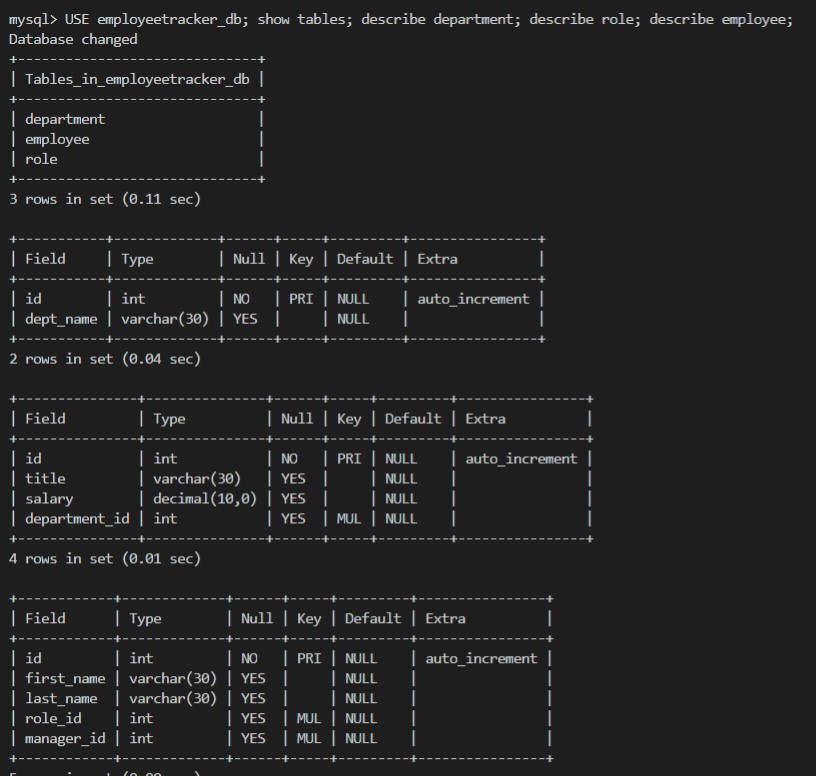 mysql> USE employeetracker_db; show tables; describe department; describe role; describe employee;
Database changed
+------------------------------+
| Tables_in_employeetracker_db |
+------------------------------+
| department                   |
| employee                     |
| role                         |
+------------------------------+
3 rows in set (0.11 sec)

+-----------+-------------+------+-----+---------+----------------+
| Field     | Type        | Null | Key | Default | Extra          |
+-----------+-------------+------+-----+---------+----------------+
| id        | int         | NO   | PRI | NULL    | auto_increment |
| dept_name | varchar(30) | YES  |     | NULL    |                |
+-----------+-------------+------+-----+---------+----------------+
2 rows in set (0.04 sec)

+---------------+---------------+------+-----+---------+----------------+
| Field         | Type          | Null | Key | Default | Extra          |
+---------------+---------------+------+-----+---------+----------------+
| id            | int           | NO   | PRI | NULL    | auto_increment |
| title         | varchar(30)   | YES  |     | NULL    |                |
| salary        | decimal(10,0) | YES  |     | NULL    |                |
| department_id | int           | YES  | MUL | NULL    |                |
+---------------+---------------+------+-----+---------+----------------+
4 rows in set (0.01 sec)

+------------+-------------+------+-----+---------+----------------+
| Field      | Type        | Null | Key | Default | Extra          |
+------------+-------------+------+-----+---------+----------------+
| id         | int         | NO   | PRI | NULL    | auto_increment |
| first_name | varchar(30) | YES  |     | NULL    |                |
| last_name  | varchar(30) | YES  |     | NULL    |                |
| role_id    | int         | YES  | MUL | NULL    |                |
| manager_id | int         | YES  | MUL | NULL    |                |
+------------+-------------+------+-----+---------+----------------+